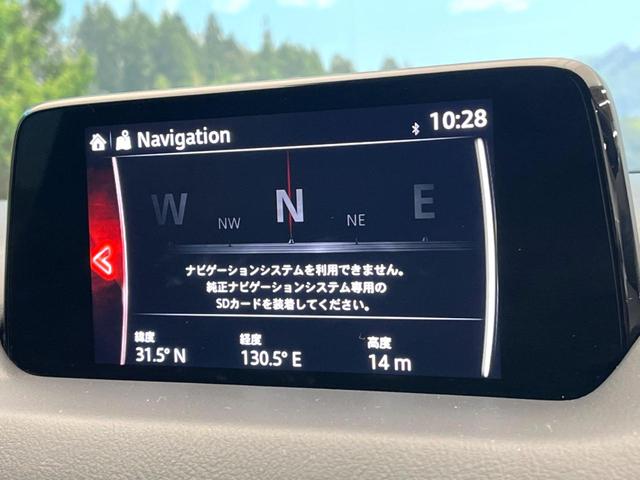 Navigation 10:28
W NW N NE E
ナビゲーションシステムを利用できません。
純正ナビゲーションシステム専用の
SDカードを装着してください。
緯度 経度 高度
31.5° N 130.5° E 14 m